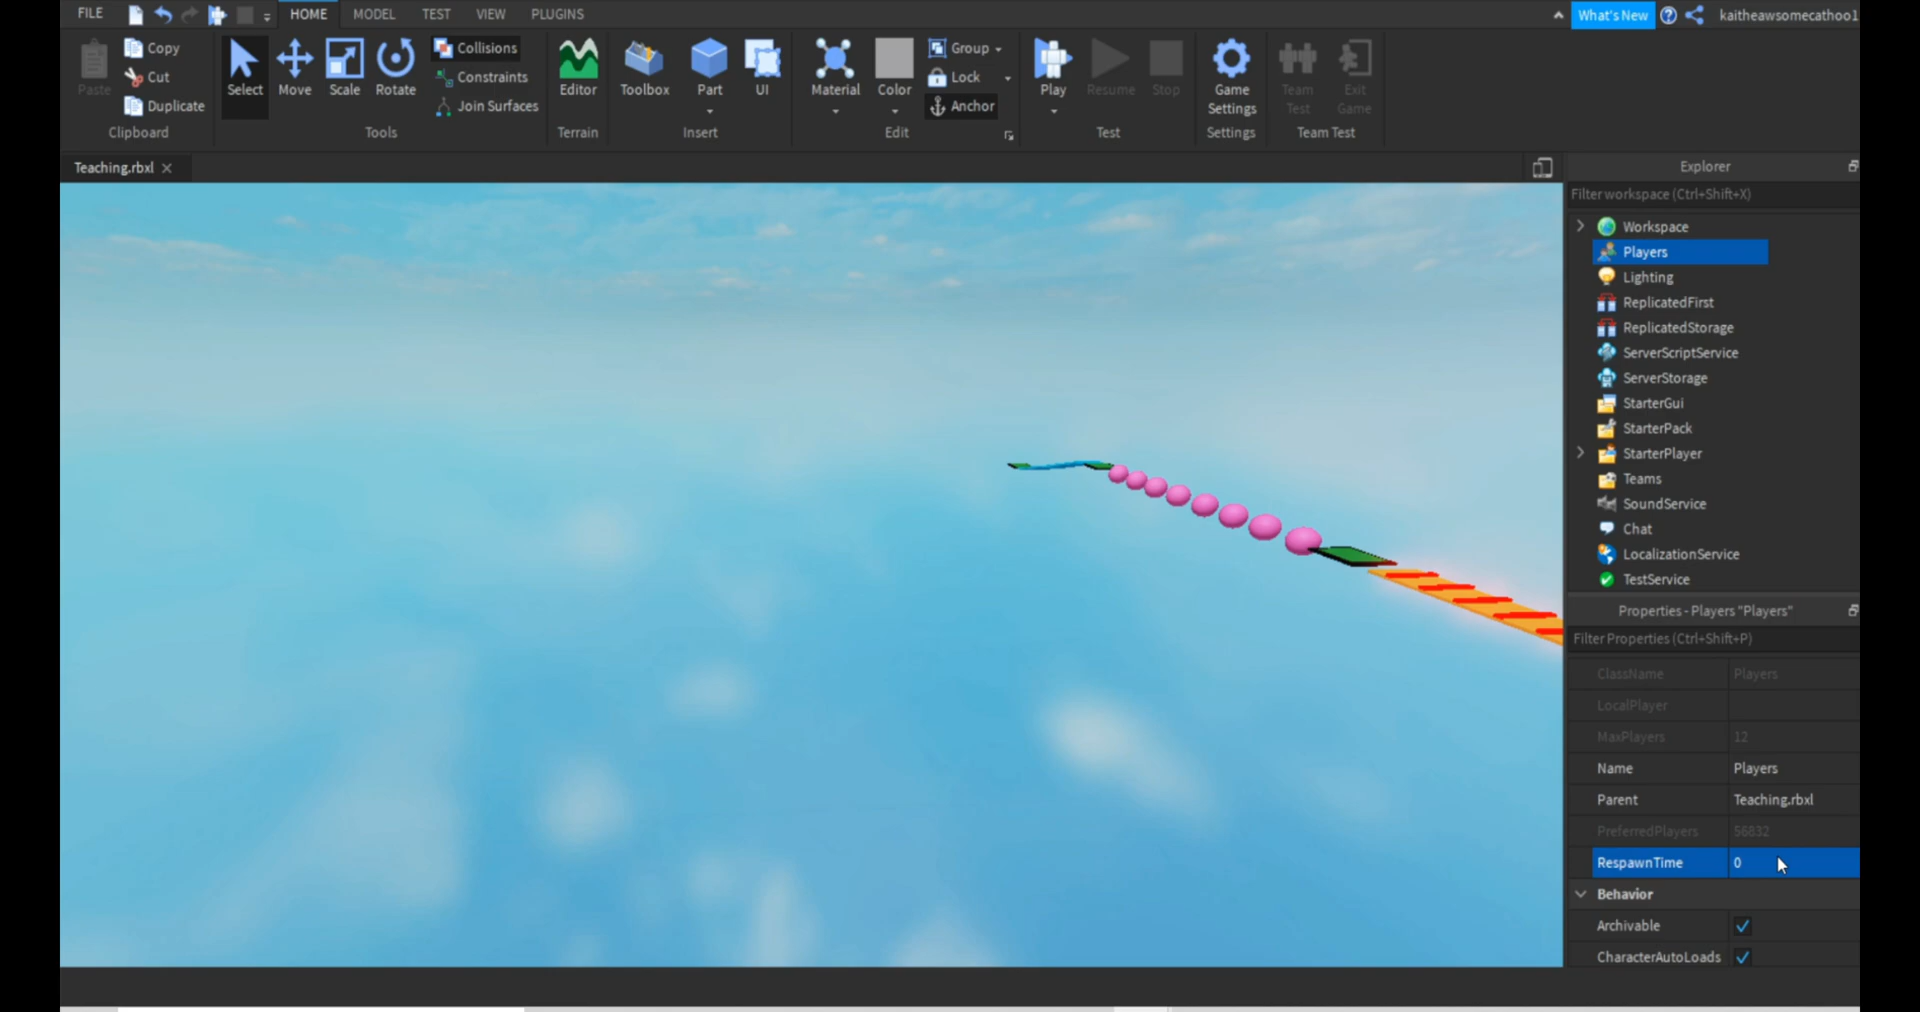 FILE HOME MODEL TEST VIEW PLUGINS What's New kaitheawsomecathoo1
Paste Copy Cut Duplicate Clipboard
Select Move Scale Rotate Collisions Constraints Join Surfaces Tools
Editor Terrain
Toolbox Part UI Insert
Material Color Group Lock Anchor Edit
Play Resume Stop Test
Game Settings Settings
Team Test Exit Game Team Test
Teaching.rbxl
Explorer
Filter workspace (Ctrl+Shift+X)
Workspace
Players
Lighting
ReplicatedFirst
ReplicatedStorage
ServerScriptService
ServerStorage
StarterGui
StarterPack
StarterPlayer
Teams
SoundService
Chat
LocalizationService
TestService
Properties - Players "Players"
Filter Properties (Ctrl+Shift+P)
ClassName Players
LocalPlayer
MaxPlayers 12
Name Players
Parent Teaching.rbxl
PreferredPlayers 56832
RespawnTime 0
Behavior
Archivable
CharacterAutoLoads